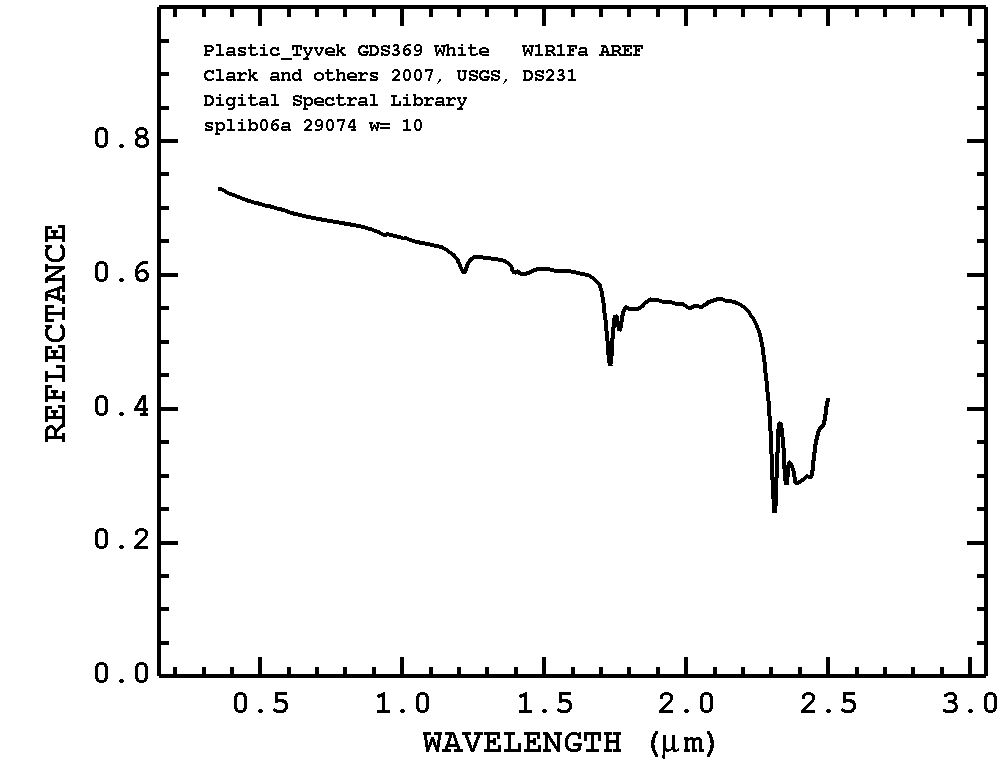 Plastic_Tyvek GDS369 White   W1R1Fa AREF
Clark and others 2007, USGS, DS231
Digital Spectral Library
splib06a 29074 w= 10
REFLECTANCE
0.8
0.6
0.4
0.2
0.0
0.5 1.0 1.5 2.0 2.5 3.0
WAVELENGTH (μm)